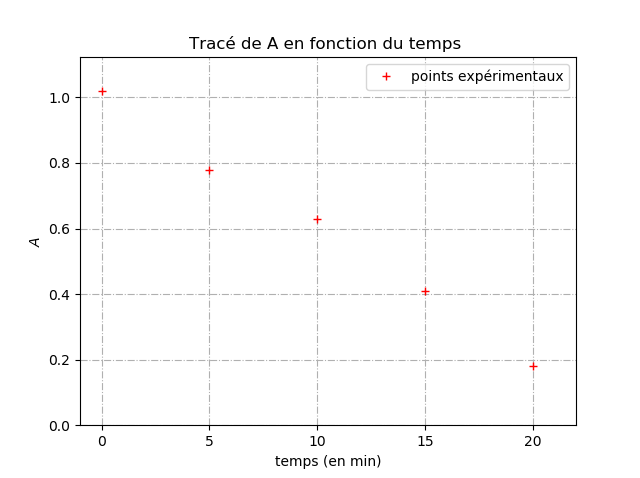 Tracé de A en fonction du temps
points expérimentaux
1.0
0.8
0.6
A
0.4
0.2
0.0
0 5 10 15 20
temps (en min)